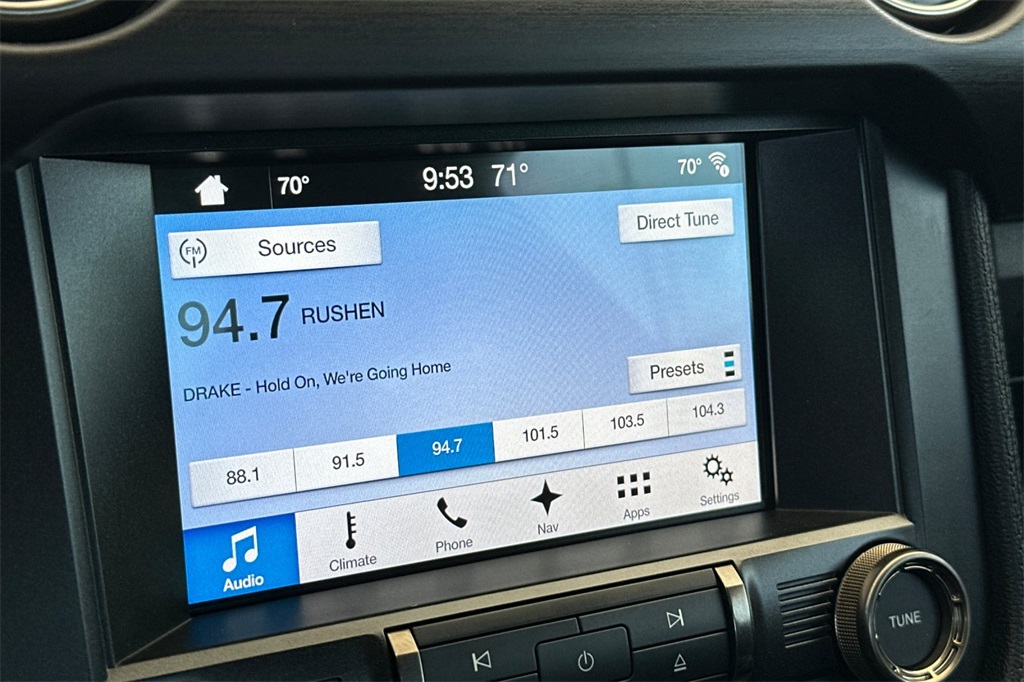 70° 9:53 71° 70°
FM Sources Direct Tune
94.7 RUSHEN
DRAKE - Hold On, We're Going Home
Presets
88.1 91.5 94.7 101.5 103.5 104.3
Audio Climate Phone Nav Apps Settings
TUNE